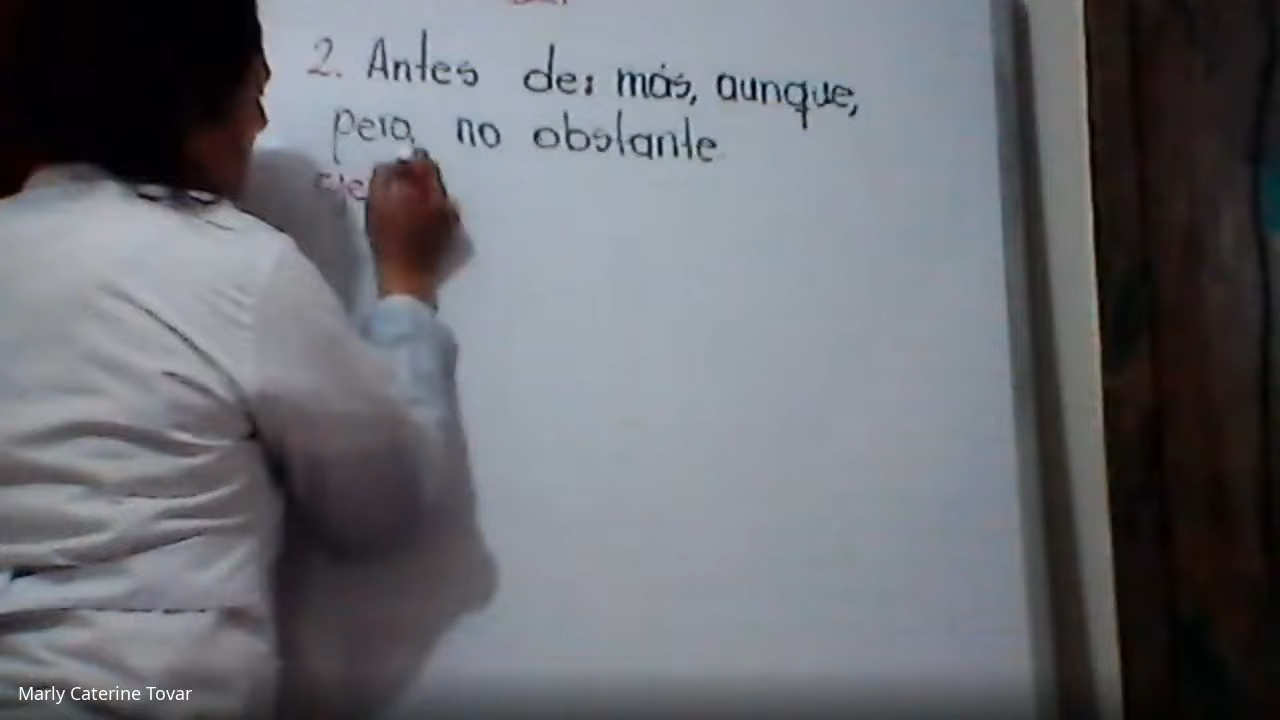 2. Antes de: más, aunque,
pero, no obstante
Marly Caterine Tovar